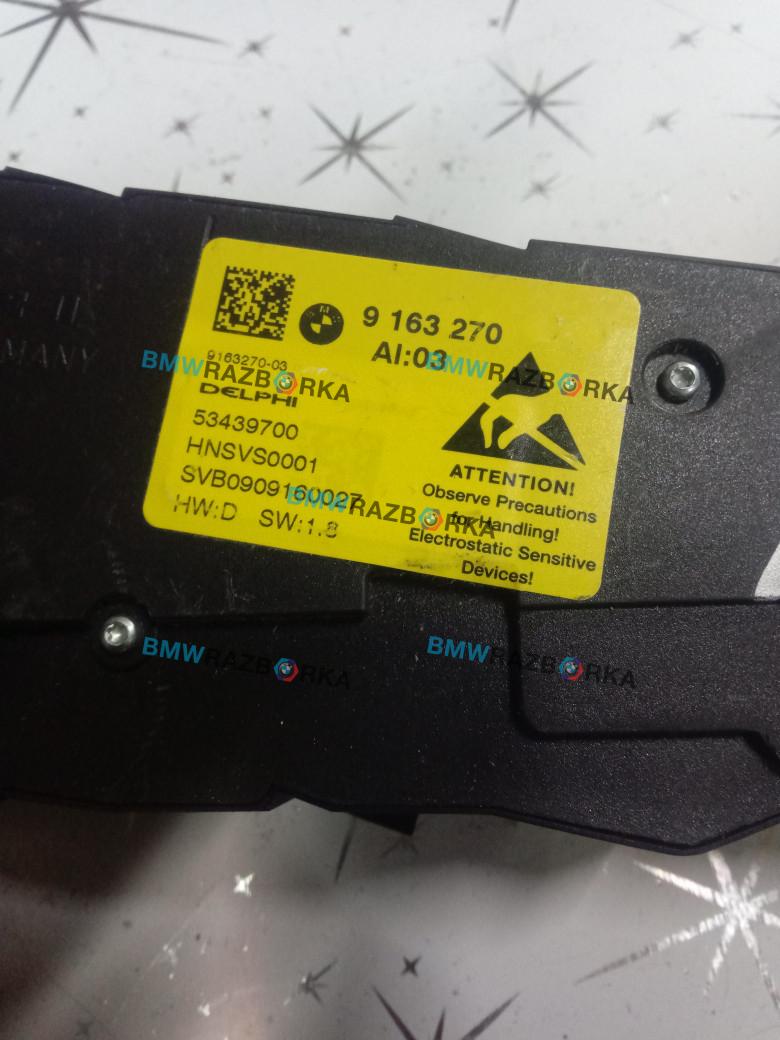 9 163 270
AI:03
9163270-03
DELPHI
53439700
HNSVS0001
SVB0909160027
HW:D SW:1.8
ATTENTION!
Observe Precautions
for Handling!
Electrostatic Sensitive
Devices!
BMWRAZBORKA
BMWRAZBORKA
BMWRAZBORKA
BMWRAZBORKA
BMWRAZBORKA